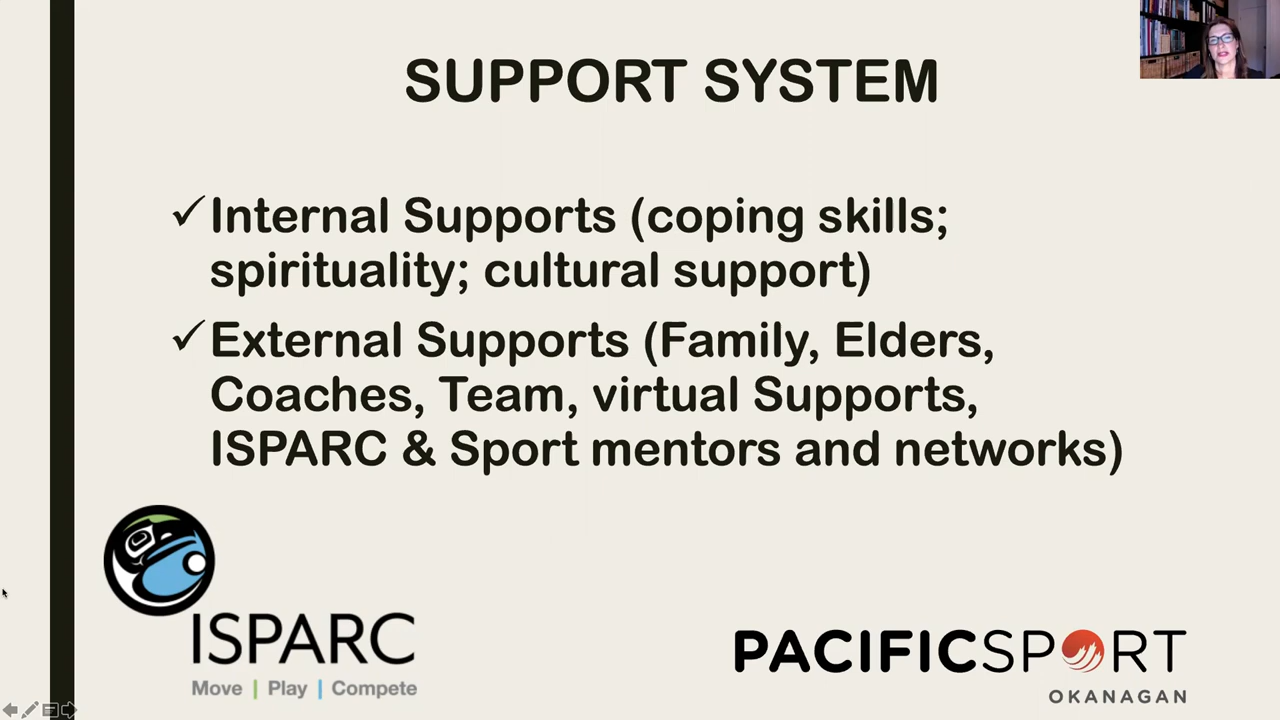 SUPPORT SYSTEM
✓Internal Supports (coping skills;
spirituality; cultural support)
✓External Supports (Family, Elders,
Coaches, Team, virtual Supports,
ISPARC & Sport mentors and networks)
ISPARC
Move | Play | Compete
PACIFICSPORT
OKANAGAN